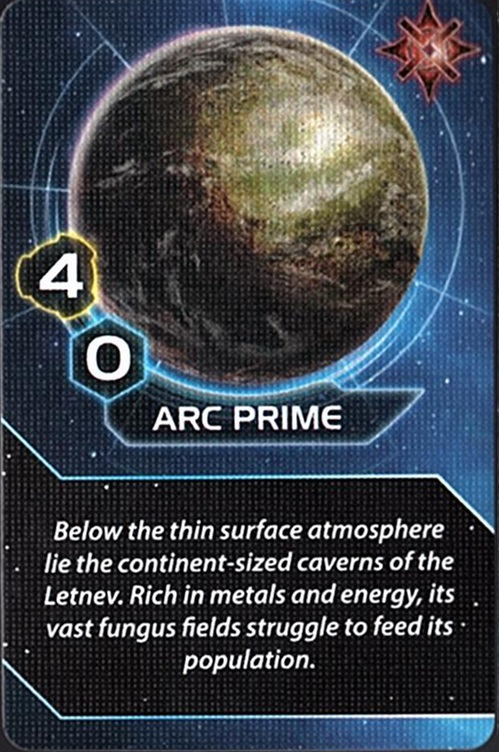 4
0
ARC PRIME
Below the thin surface atmosphere
lie the continent-sized caverns of the
Letnev. Rich in metals and energy, its
vast fungus fields struggle to feed its
population.